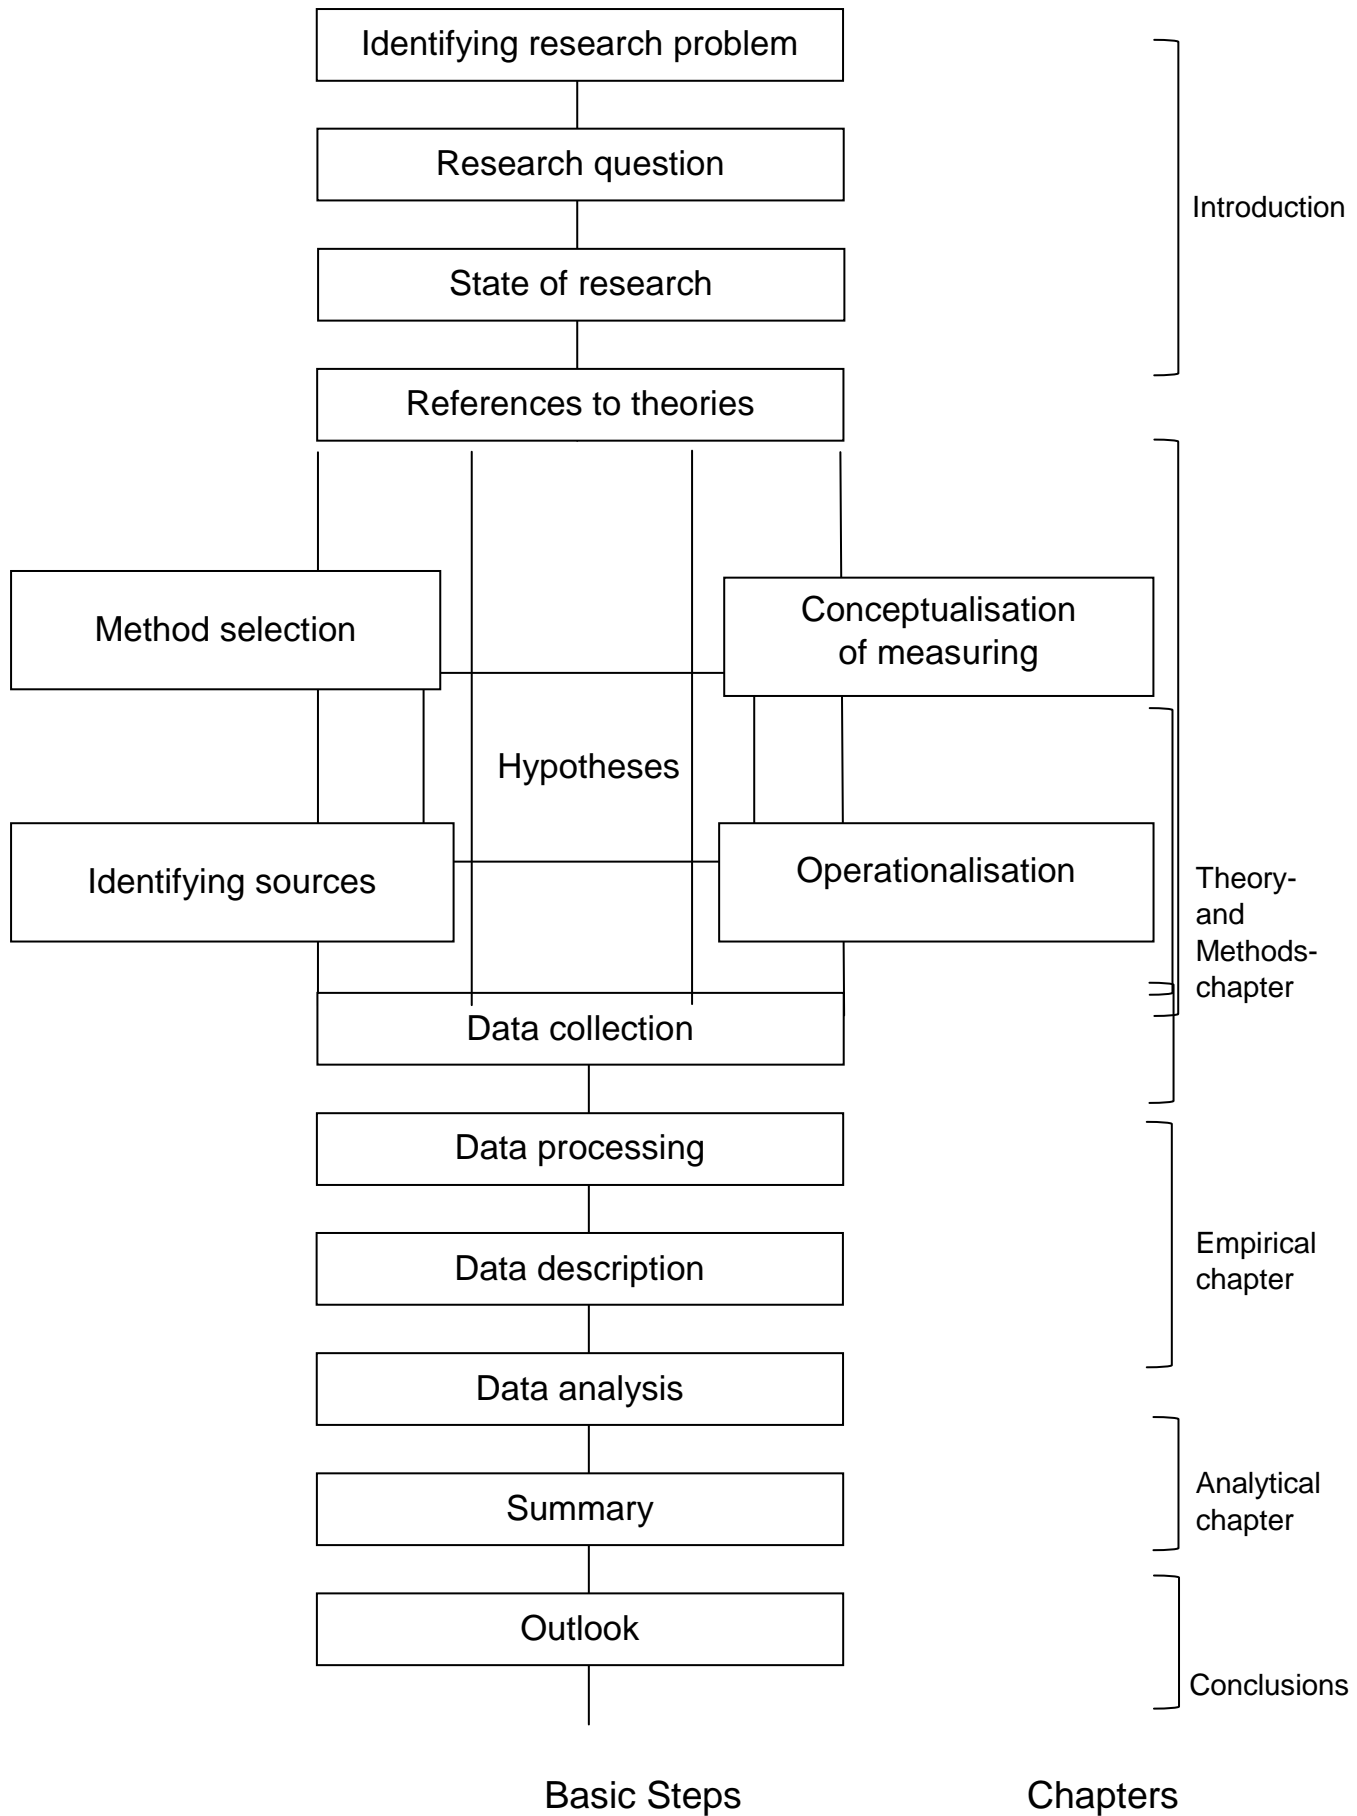 Identifying research problem
Research question
Introduction
State of research
References to theories
Method selection
Conceptualisation
of measuring
Hypotheses
Identifying sources
Operationalisation
Theory-
and
Methods-
chapter
Data collection
Data processing
Data description
Empirical
chapter
Data analysis
Summary
Analytical
chapter
Outlook
Conclusions
Basic Steps
Chapters